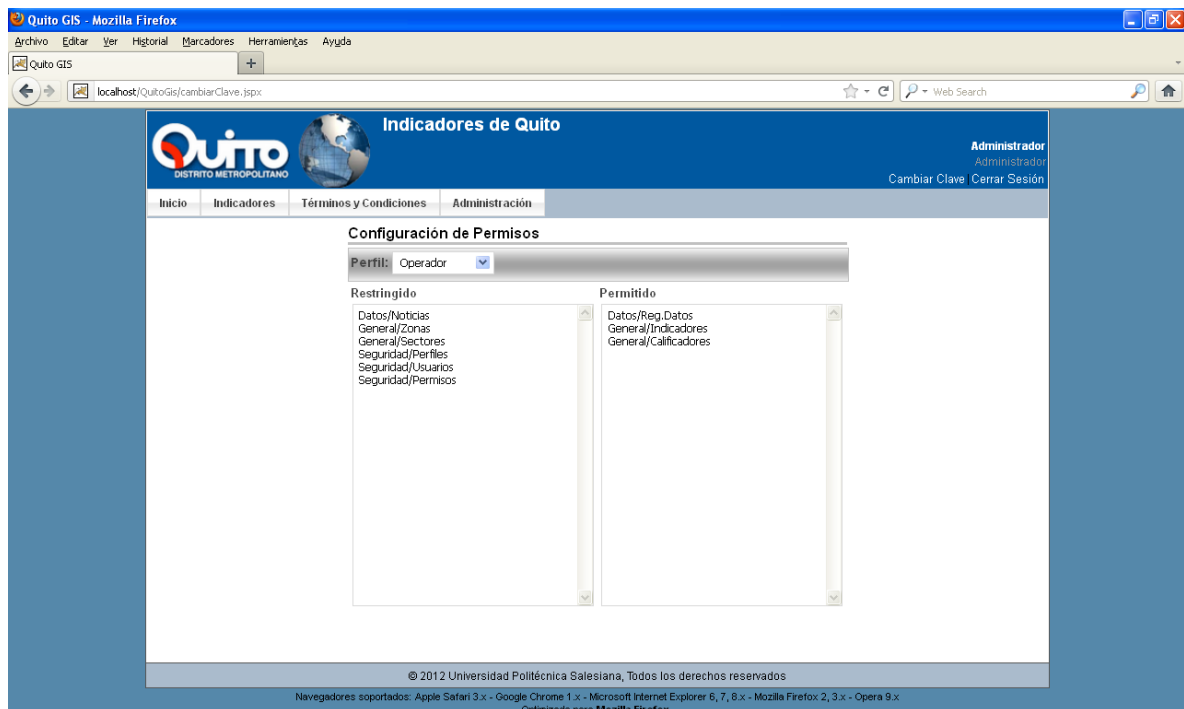 Quito GIS - Mozilla Firefox
Archivo Editar Ver Historial Marcadores Herramientas Ayuda
Quito GIS
localhost/QuitoGis/cambiarClave.jspx
Web Search
QUITO
DISTRITO METROPOLITANO
Indicadores de Quito
Administrador
Administrador
Cambiar Clave|Cerrar Sesión
Inicio Indicadores Términos y Condiciones Administración
Configuración de Permisos
Perfil: Operador
Restringido Permitido
Datos/Noticias Datos/Reg.Datos
General/Zonas General/Indicadores
General/Sectores General/Calificadores
Seguridad/Perfiles
Seguridad/Usuarios
Seguridad/Permisos
© 2012 Universidad Politécnica Salesiana, Todos los derechos reservados
Navegadores soportados: Apple Safari 3.x - Google Chrome 1.x - Microsoft Internet Explorer 6, 7, 8.x - Mozilla Firefox 2, 3.x - Opera 9.x
Optimizado para Mozilla Firefox